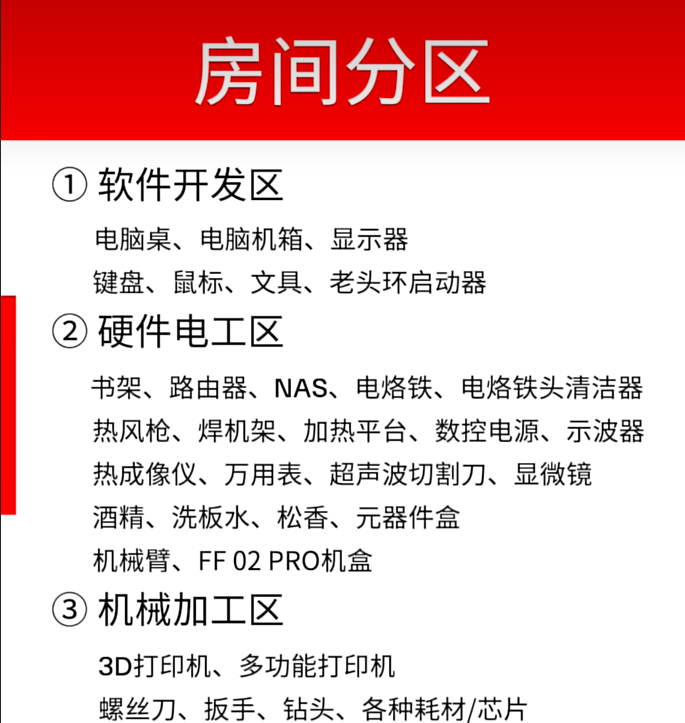 房间分区
① 软件开发区
电脑桌、电脑机箱、显示器
键盘、鼠标、文具、老头环启动器
② 硬件电工区
书架、路由器、NAS、电烙铁、电烙铁头清洁器
热风枪、焊机架、加热平台、数控电源、示波器
热成像仪、万用表、超声波切割刀、显微镜
酒精、洗板水、松香、元器件盒
机械臂、FF 02 PRO机盒
③ 机械加工区
3D打印机、多功能打印机
螺丝刀、扳手、钻头、各种耗材/芯片